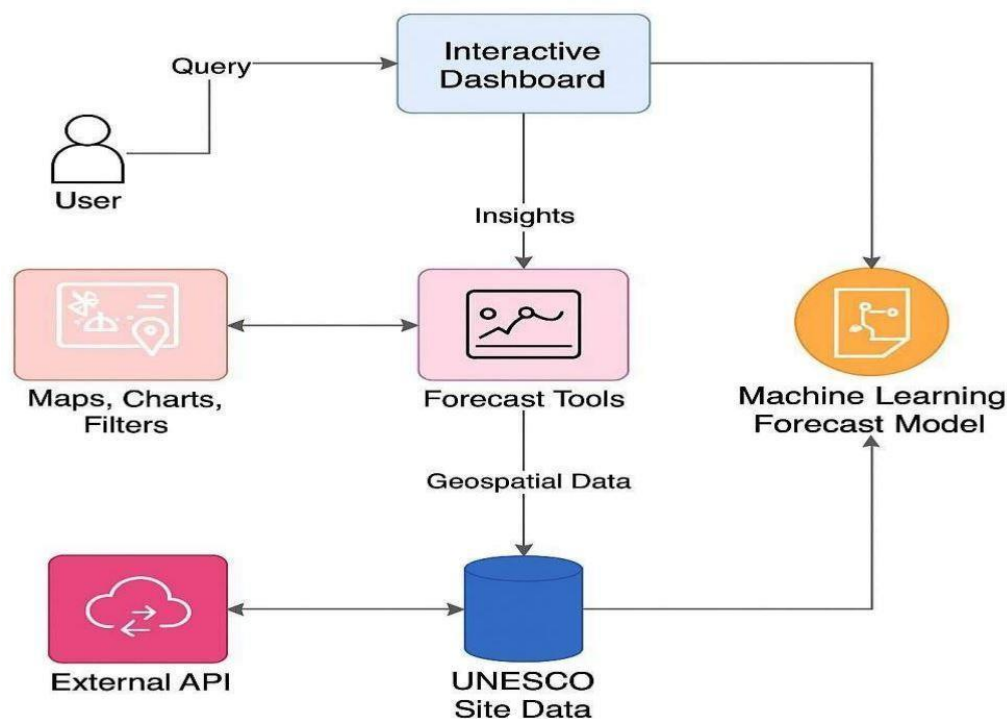 Interactive
Dashboard
Query
User
Insights
Maps, Charts,
Filters
Forecast Tools
Machine Learning
Forecast Model
Geospatial Data
External API
UNESCO
Site Data